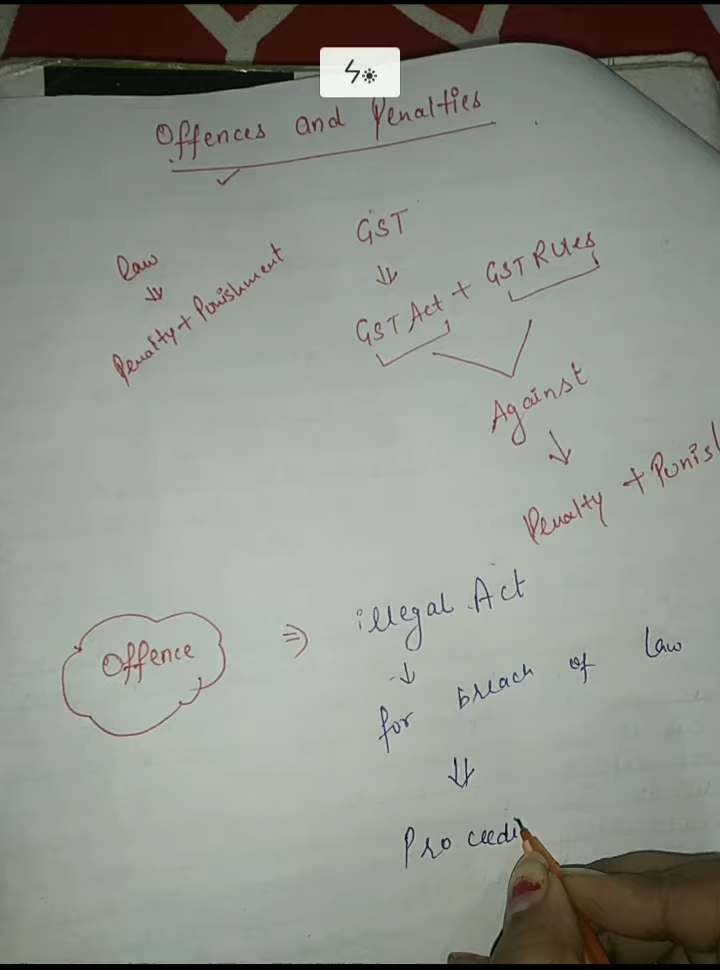 Offences and Penalties
Law
Penalty + Punishment
GST
GST Act + GST RUles
Against
Penalty + Punish
Offence
illegal Act
for breach of law
Proceedi